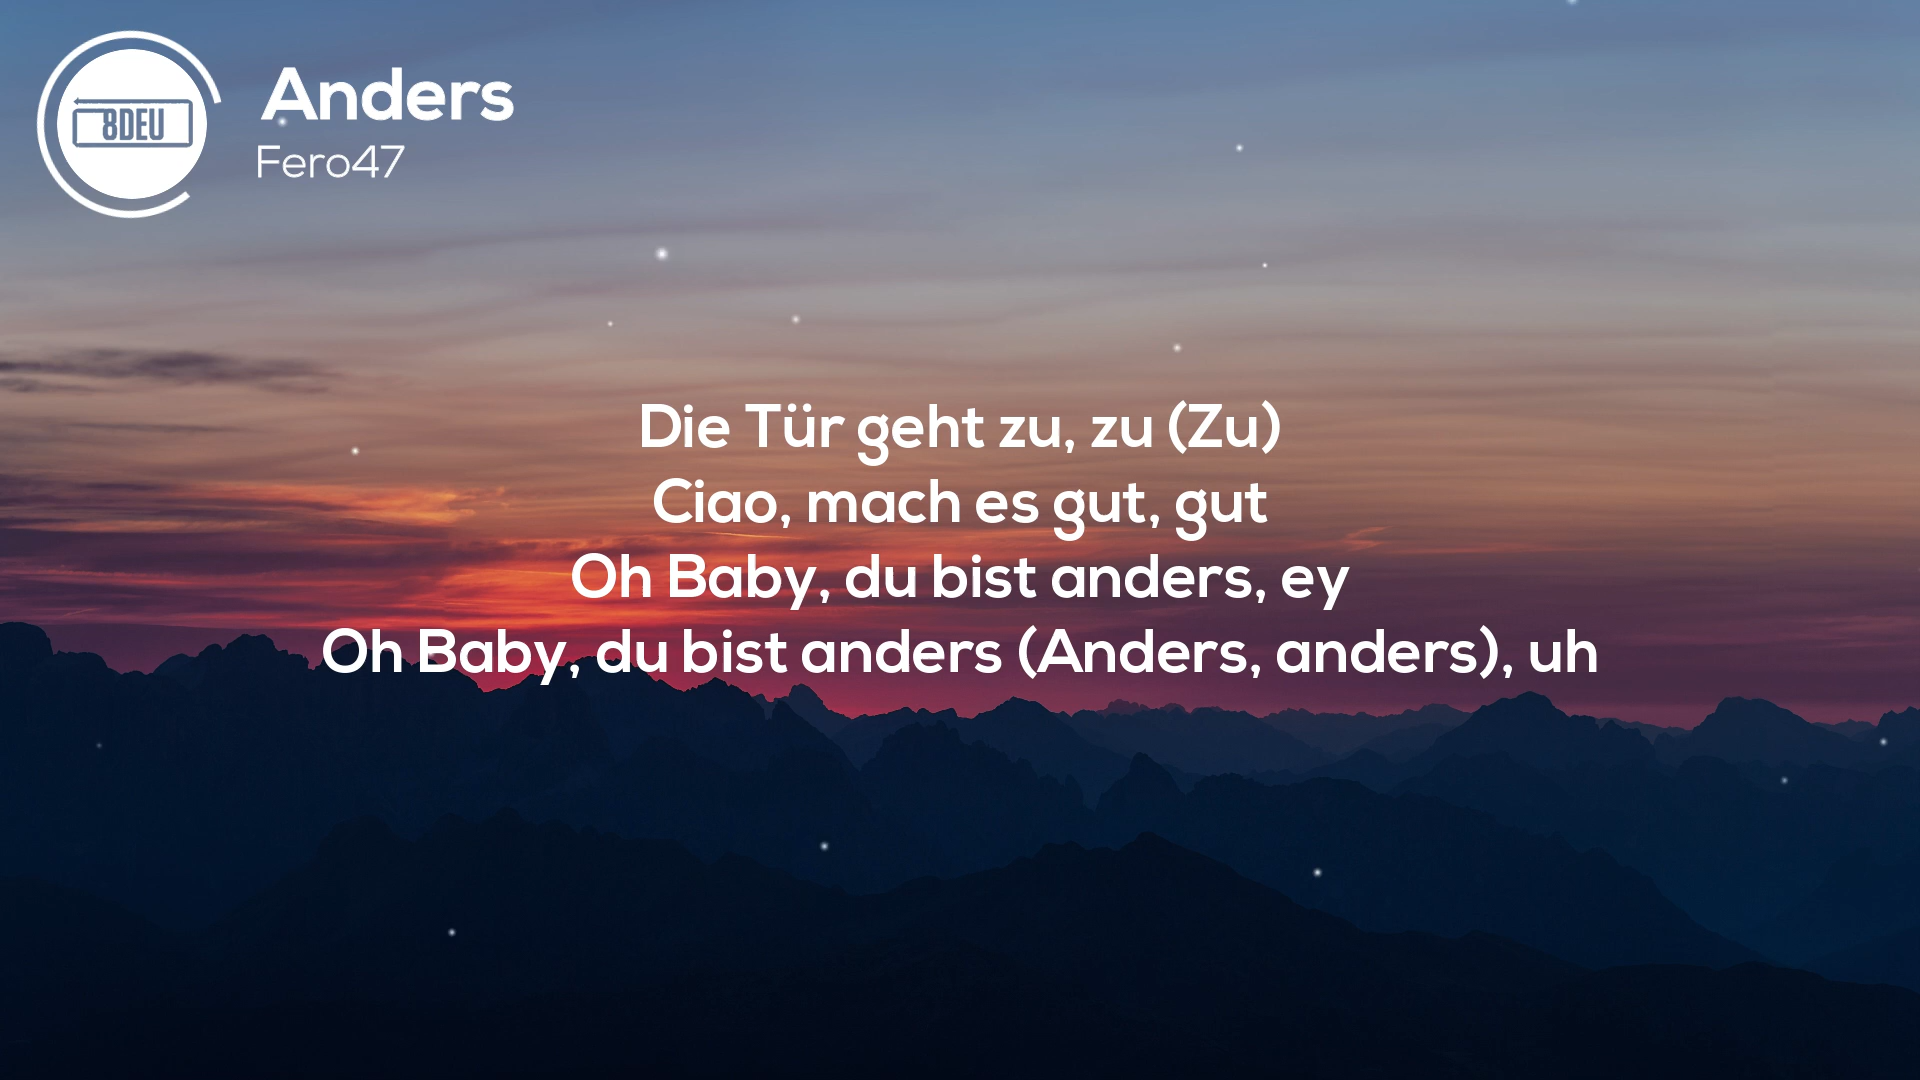 8DEU
Anders
Fero47
Die Tür geht zu, zu (Zu)
Ciao, mach es gut, gut
Oh Baby, du bist anders, ey
Oh Baby, du bist anders (Anders, anders), uh